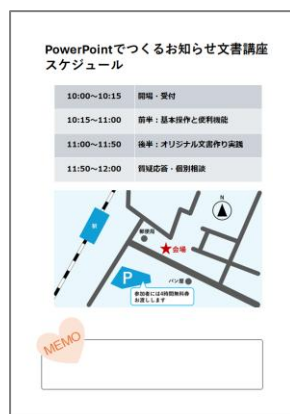 PowerPointでつくるお知らせ文書講座
スケジュール
10:00～10:15 開場・受付
10:15～11:00 前半：基本操作と便利機能
11:00～11:50 後半：オリジナル文書作り実践
11:50～12:00 質疑応答・個別相談
N
郵便局
駅
★会場
パン屋
P
参加者には4時間無料券
お渡しします
MEMO